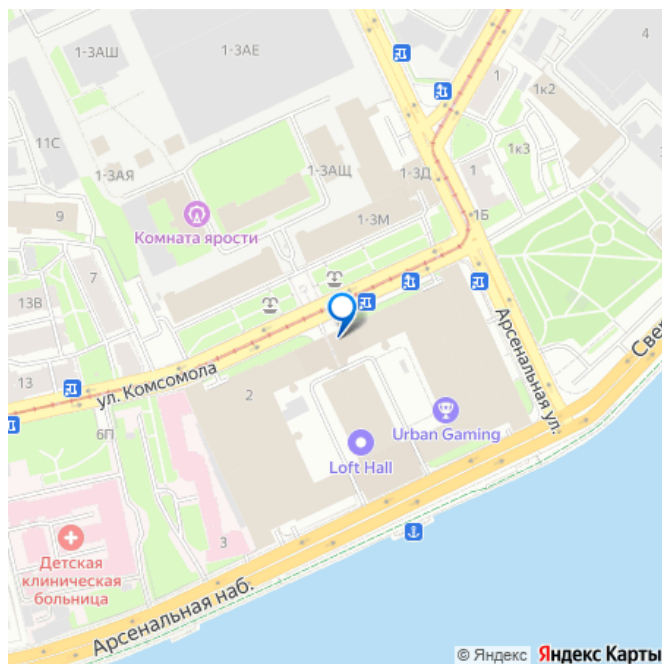 4
1-3АЕ
1-3АШ
1
1к2
11С
1к3
1-3АЩ
1
1-3АЯ
1-3Д
9
1-3М
1Б
Комната ярости
7
13В
ул. Комсомола
Арсенальная ул.
13
2
6П
Urban Gaming
Loft Hall
3
Детская
клиническая
больница
Арсенальная наб.
© Яндекс Яндекс Карты